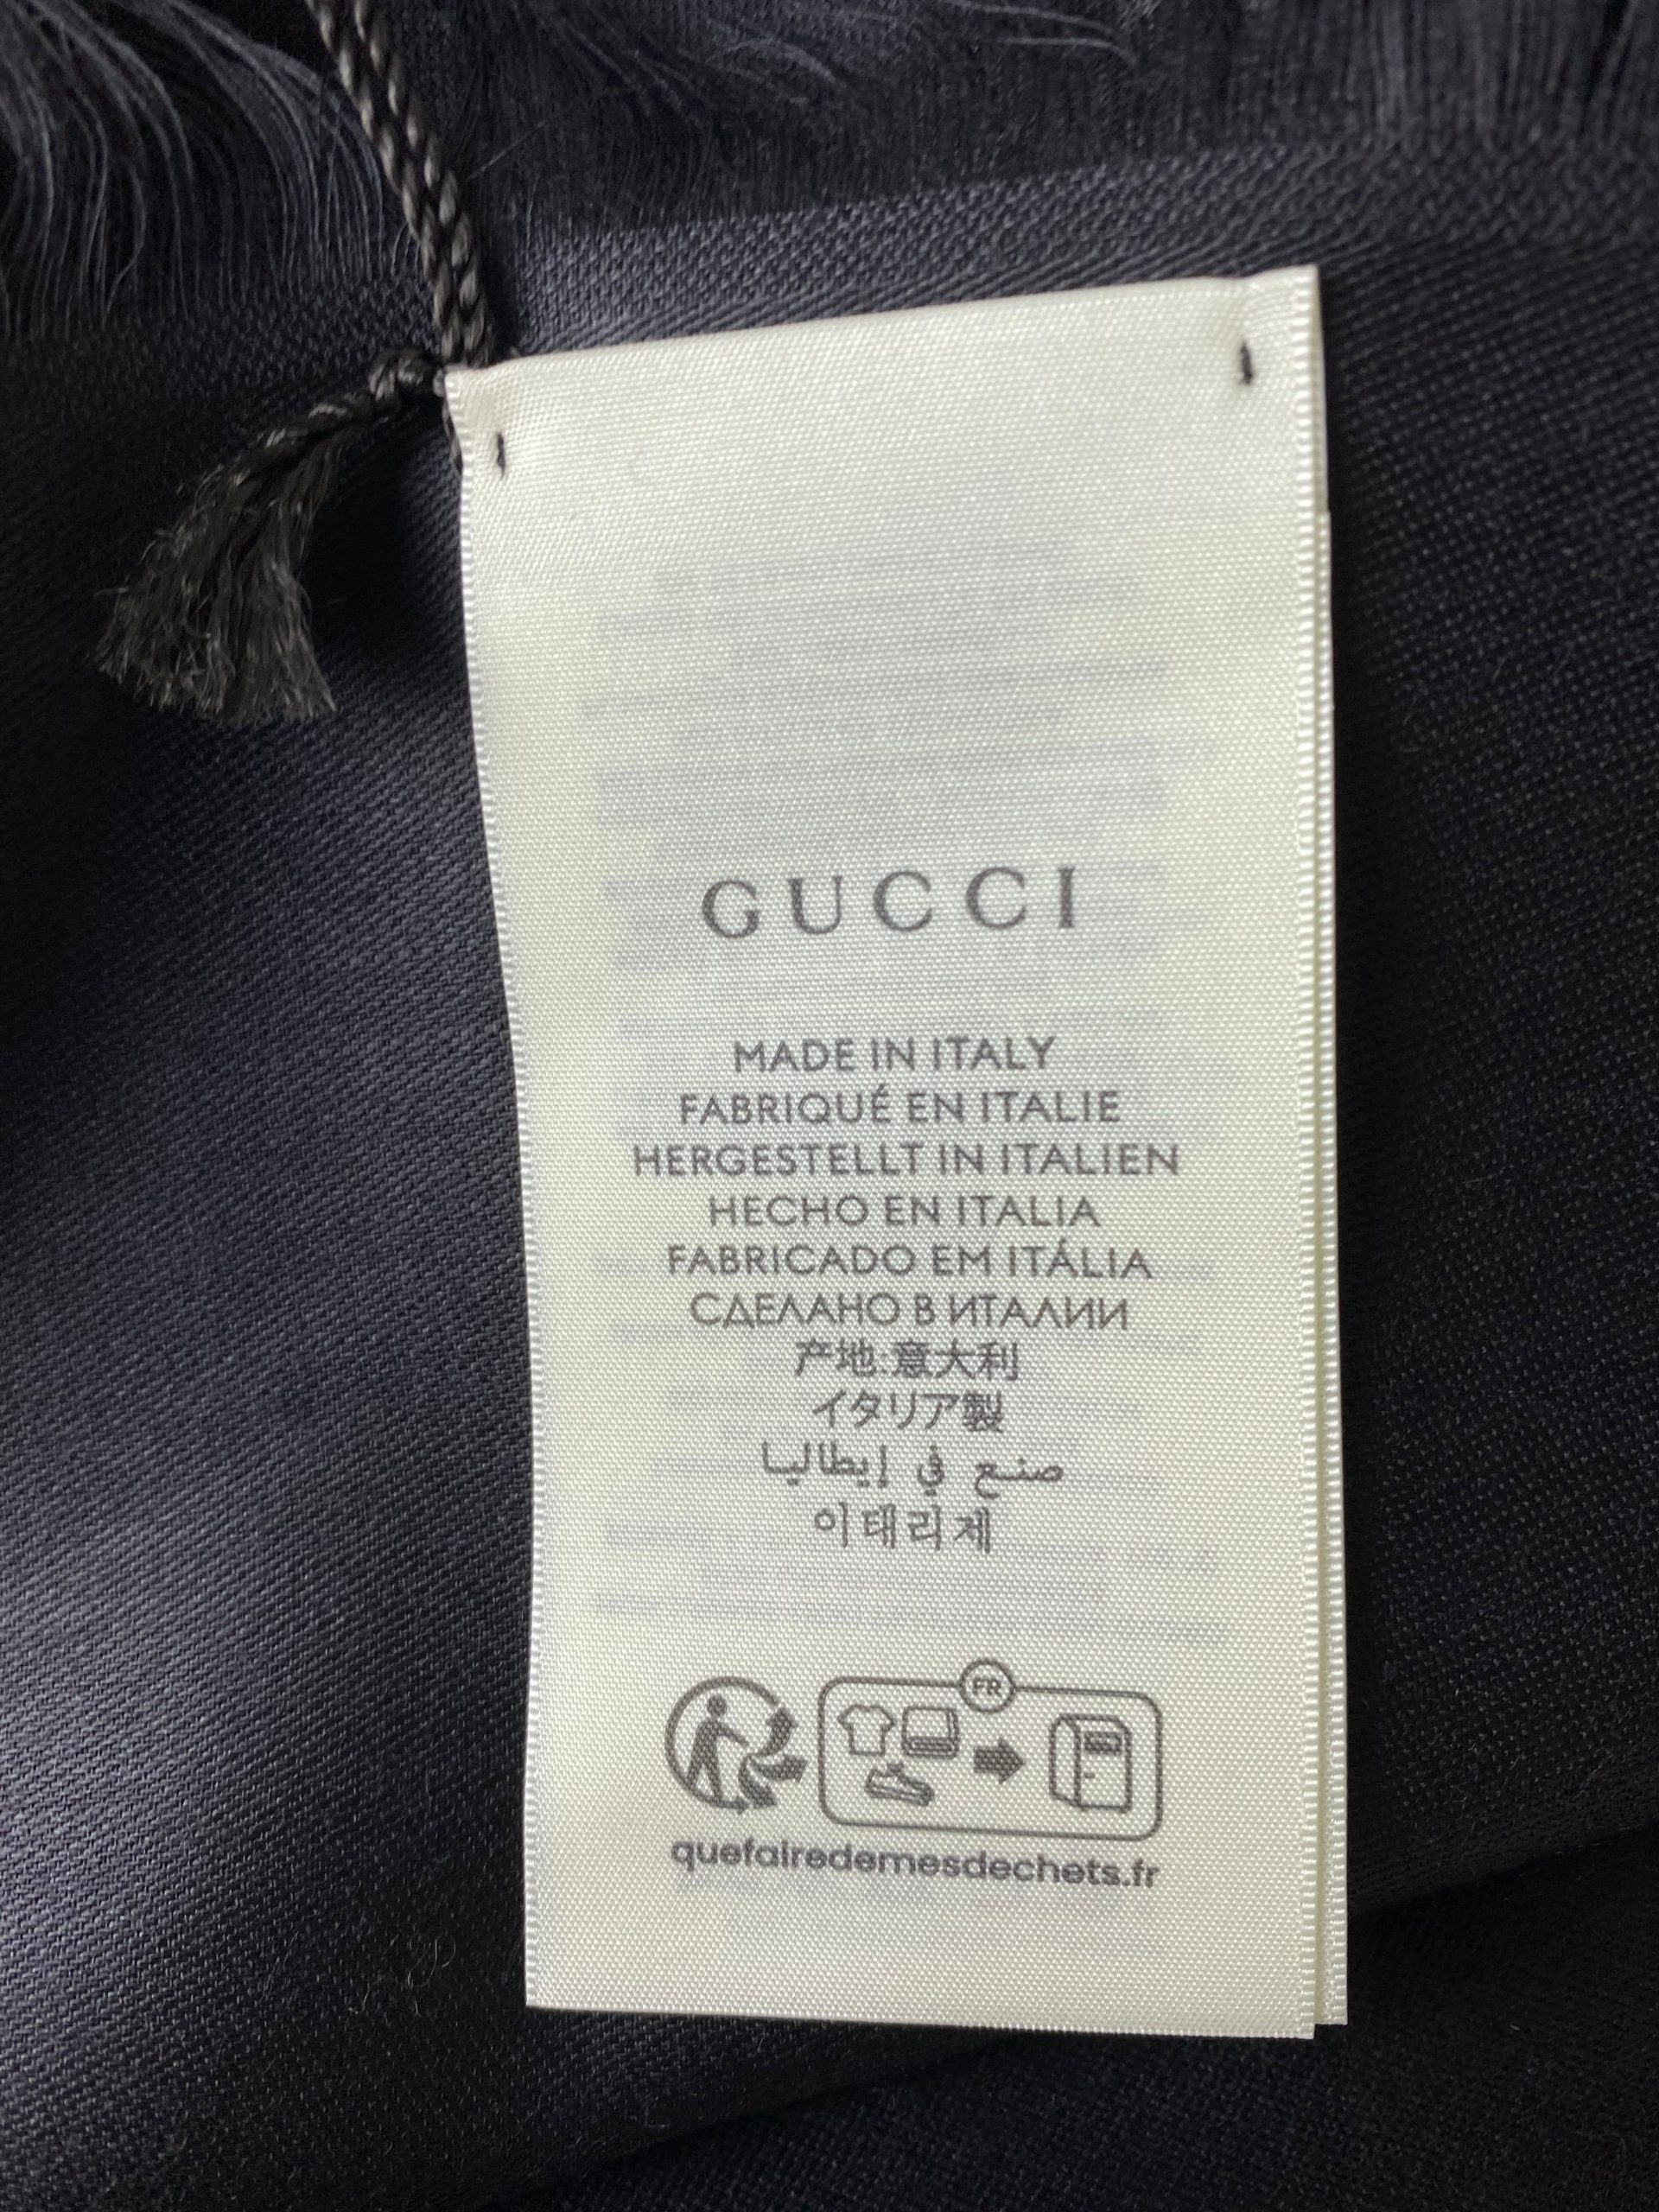 GUCCI
MADE IN ITALY
FABRIQUÉ EN ITALIE
HERGESTELLT IN ITALIEN
HECHO EN ITALIA
FABRICADO EM ITÁLIA
СДЕЛАНО В ИТАЛИИ
产地:意大利
イタリア製
صنع في إيطاليا
이태리제
FR
quefairedemesdechets.fr